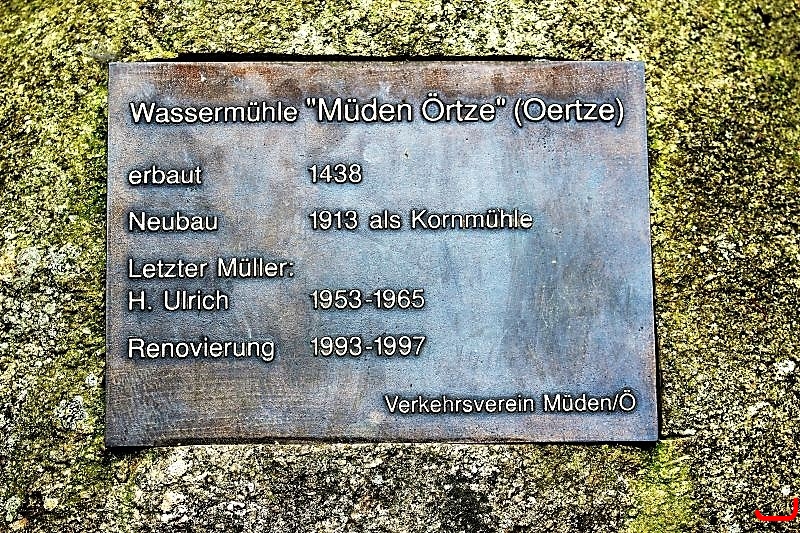 Wassermühle "Müden Örtze" (Oertze)
erbaut 1438
Neubau 1913 als Kornmühle
Letzter Müller:
H. Ulrich 1953-1965
Renovierung 1993-1997
Verkehrsverein Müden/Ö